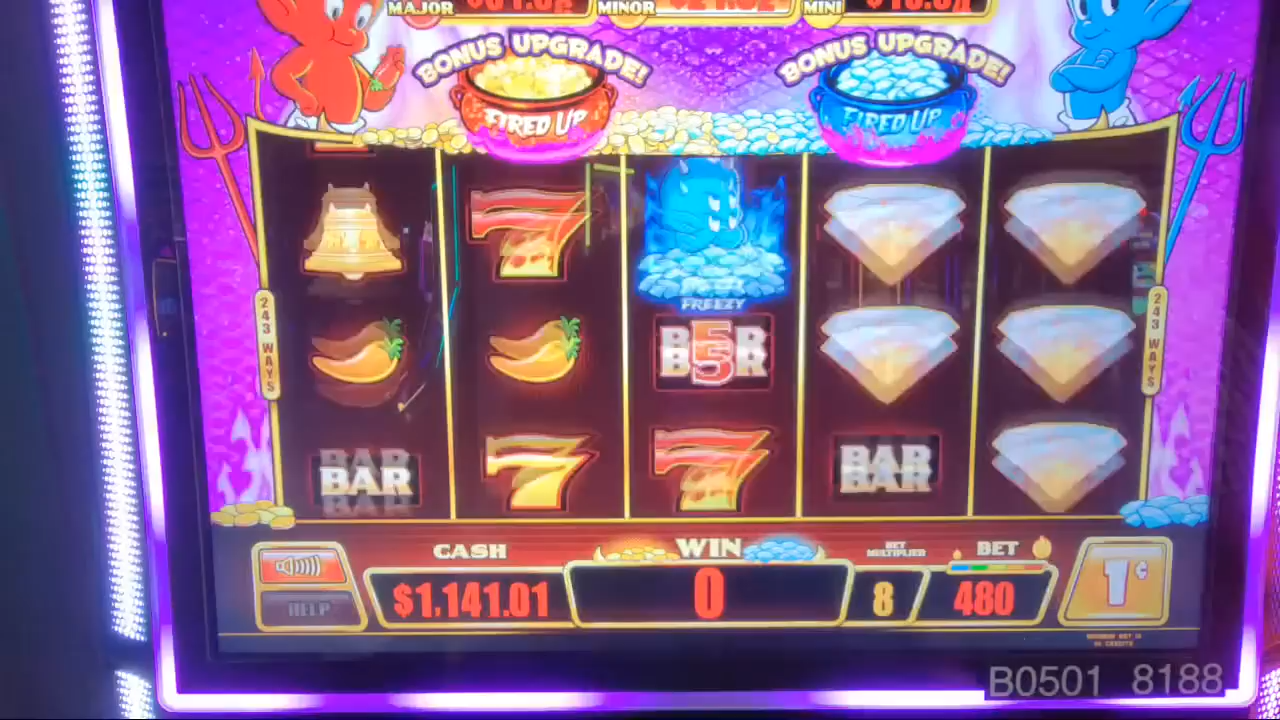 MAJOR MINOR MINI
BONUS UPGRADE! BONUS UPGRADE!
FIRED UP FIRED UP
FREEZY
243 WAYS 243 WAYS
5
BAR BAR
CASH WIN BET MULTIPLIER BET
$1,141.01 0 8 480 1¢
HELP
B0501 8188